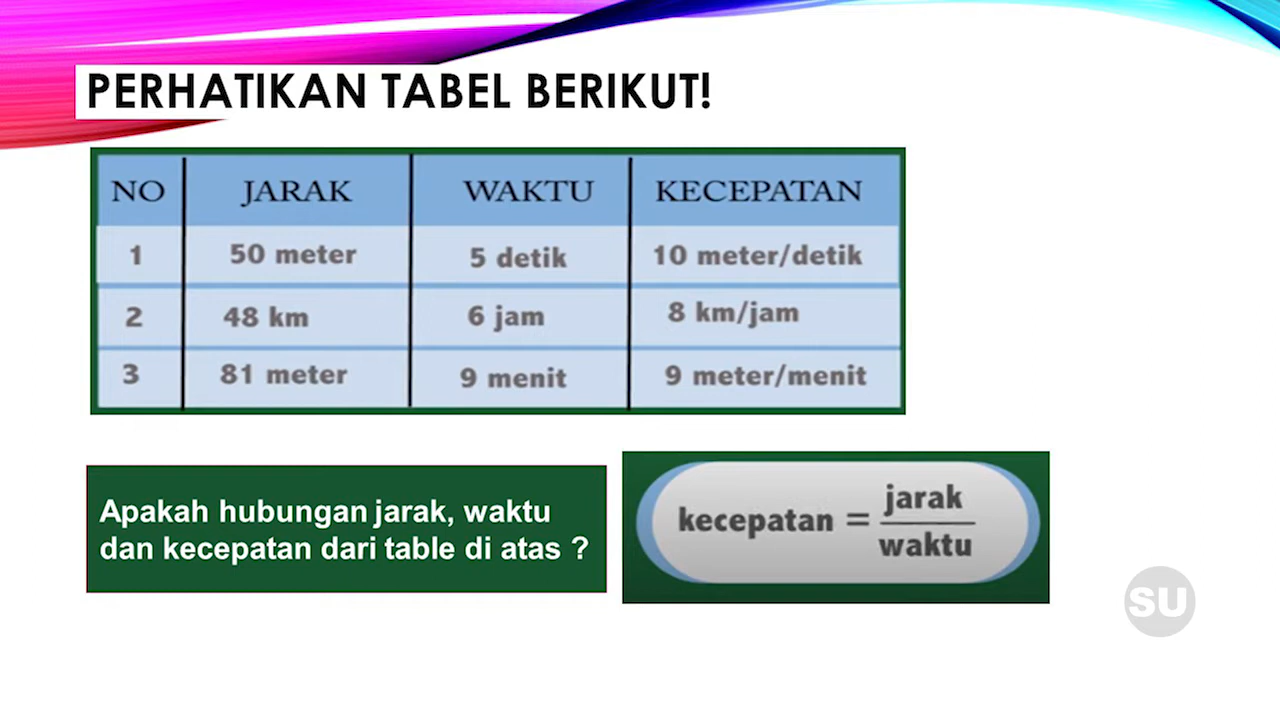 PERHATIKAN TABEL BERIKUT!
NO JARAK WAKTU KECEPATAN
1 50 meter 5 detik 10 meter/detik
2 48 km 6 jam 8 km/jam
3 81 meter 9 menit 9 meter/menit
Apakah hubungan jarak, waktu
dan kecepatan dari table di atas ?
kecepatan = jarak
waktu
SU